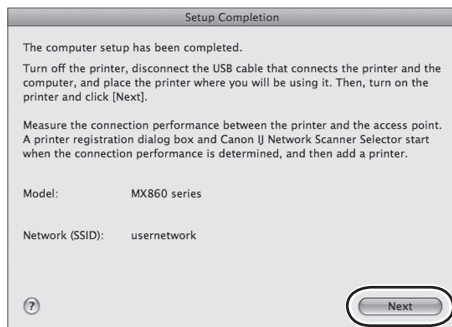 Setup Completion
The computer setup has been completed.
Turn off the printer, disconnect the USB cable that connects the printer and the
computer, and place the printer where you will be using it. Then, turn on the
printer and click [Next].
Measure the connection performance between the printer and the access point.
A printer registration dialog box and Canon IJ Network Scanner Selector start
when the connection performance is determined, and then add a printer.
Model: MX860 series
Network (SSID): usernetwork
? Next